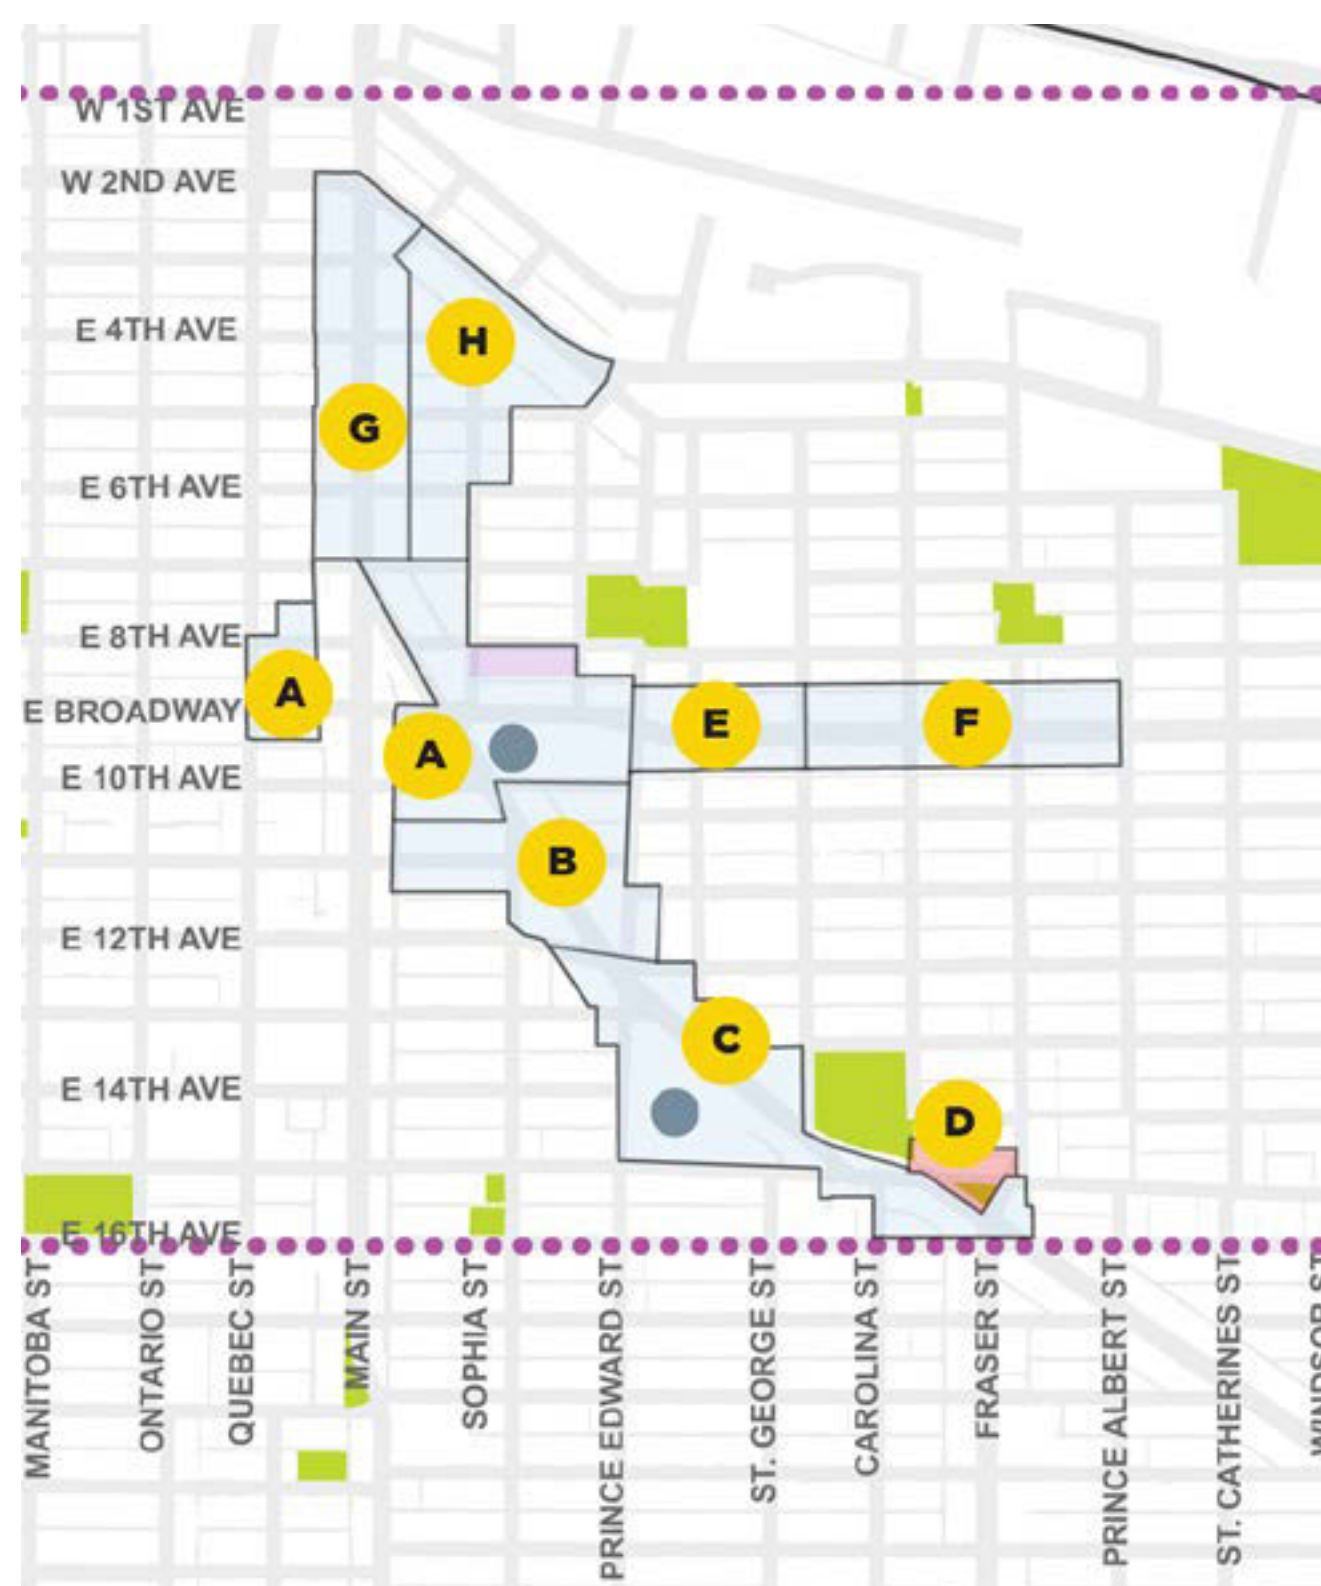 W 1ST AVE
W 2ND AVE
E 4TH AVE
H
G
E 6TH AVE
E 8TH AVE
A
E BROADWAY
E
F
A
E 10TH AVE
B
E 12TH AVE
C
E 14TH AVE
D
E 16TH AVE
MANITOBA ST
ONTARIO ST
QUEBEC ST
MAIN ST
SOPHIA ST
PRINCE EDWARD ST
ST. GEORGE ST
CAROLINA ST
FRASER ST
PRINCE ALBERT ST
ST. CATHERINES ST
WINDSOR ST